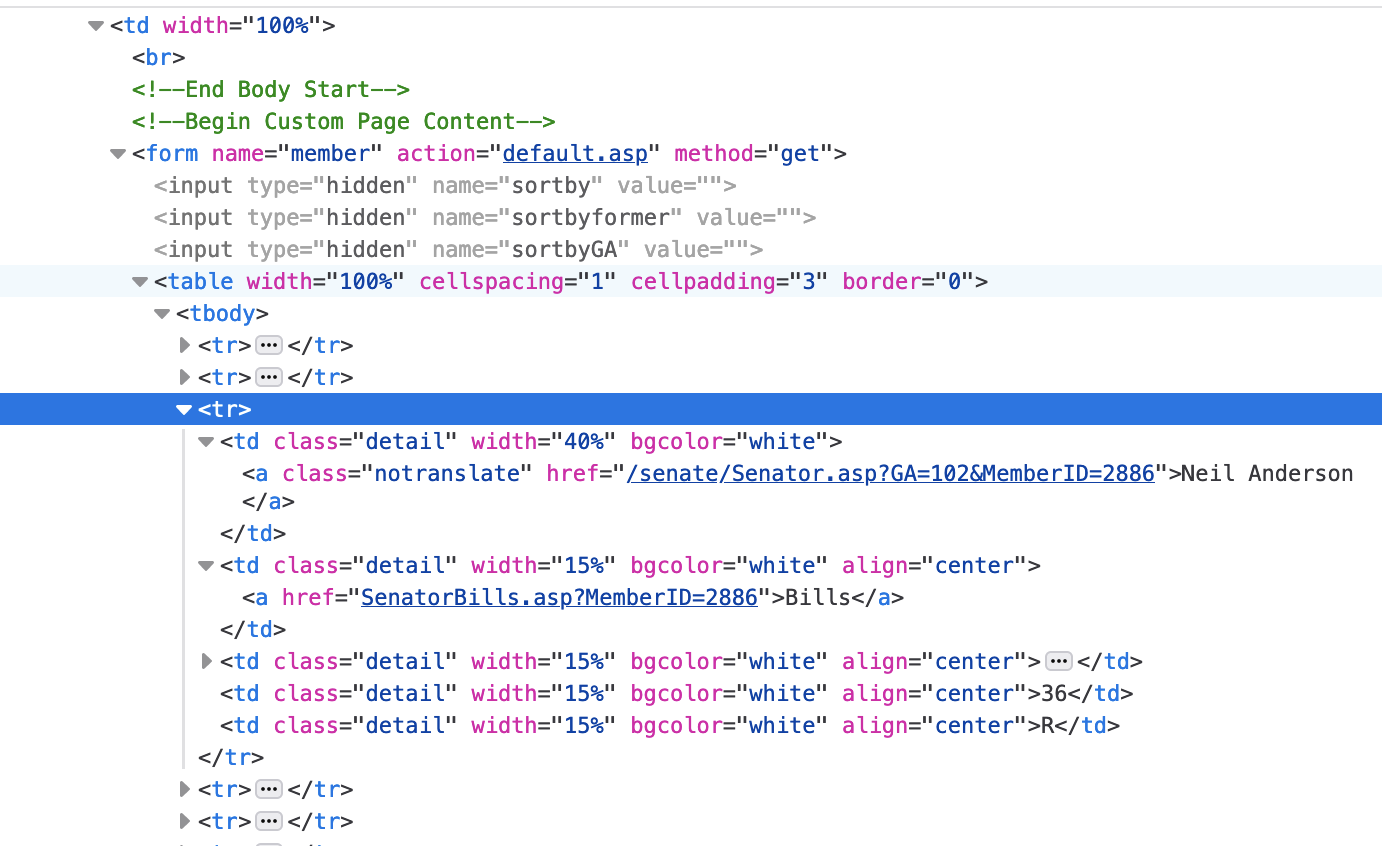 <td width="100%">
<br>
<!--End Body Start-->
<!--Begin Custom Page Content-->
<form name="member" action="default.asp" method="get">
<input type="hidden" name="sortby" value="">
<input type="hidden" name="sortbyformer" value="">
<input type="hidden" name="sortbyGA" value="">
<table width="100%" cellspacing="1" cellpadding="3" border="0">
<tbody>
<tr>•••</tr>
<tr>•••</tr>
<tr>
<td class="detail" width="40%" bgcolor="white">
<a class="notranslate" href="/senate/Senator.asp?GA=102&MemberID=2886">Neil Anderson
</a>
</td>
<td class="detail" width="15%" bgcolor="white" align="center">
<a href="SenatorBills.asp?MemberID=2886">Bills</a>
</td>
<td class="detail" width="15%" bgcolor="white" align="center">•••</td>
<td class="detail" width="15%" bgcolor="white" align="center">36</td>
<td class="detail" width="15%" bgcolor="white" align="center">R</td>
</tr>
<tr>•••</tr>
<tr>•••</tr>